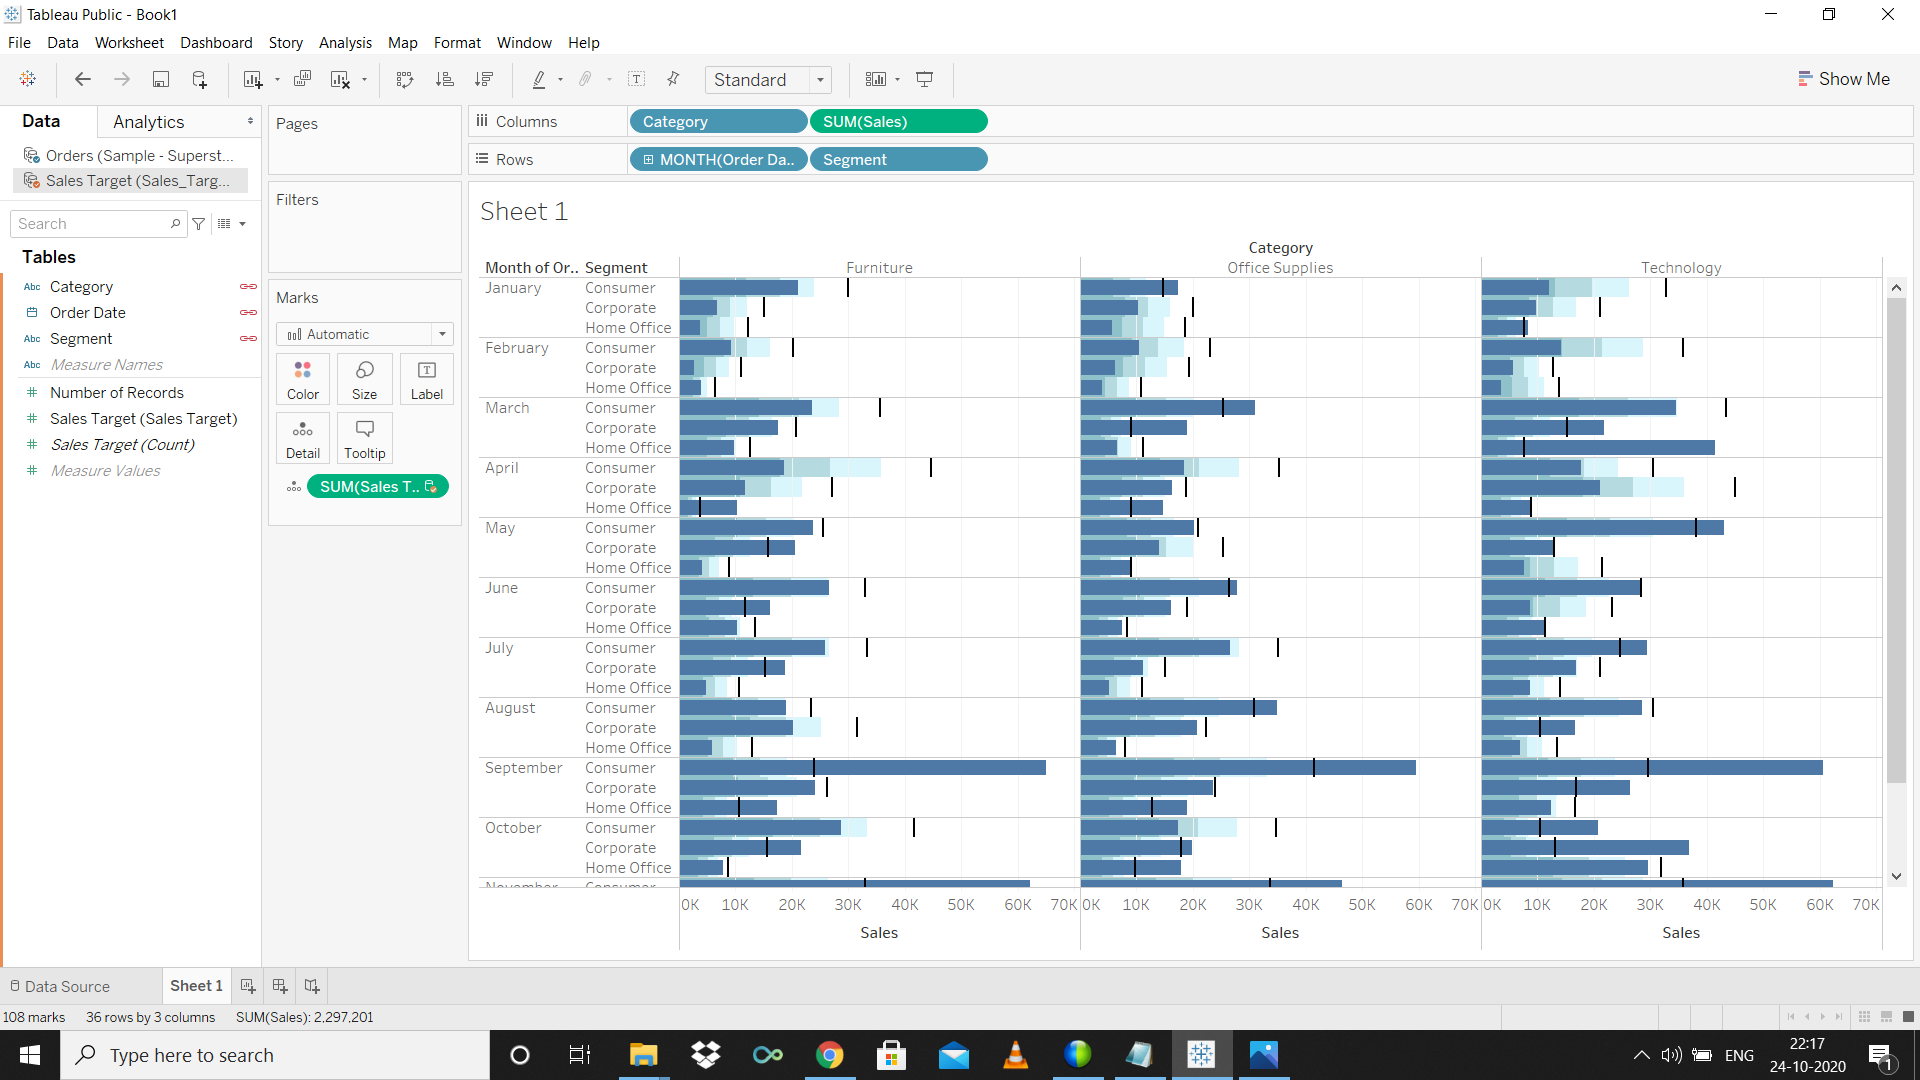 Tableau Public - Book1
File Data Worksheet Dashboard Story Analysis Map Format Window Help
Standard
Show Me
Data Analytics
Orders (Sample - Superst...
Sales Target (Sales_Targ...
Search
Tables
Abc Category
Order Date
Abc Segment
Abc Measure Names
# Number of Records
# Sales Target (Sales Target)
# Sales Target (Count)
# Measure Values
Pages
Filters
Marks
Automatic
Color Size Label
Detail Tooltip
SUM(Sales T..
Columns Category SUM(Sales)
Rows MONTH(Order Da.. Segment
Sheet 1
Category
Month of Or.. Segment Furniture Office Supplies Technology
January Consumer
Corporate
Home Office
February Consumer
Corporate
Home Office
March Consumer
Corporate
Home Office
April Consumer
Corporate
Home Office
May Consumer
Corporate
Home Office
June Consumer
Corporate
Home Office
July Consumer
Corporate
Home Office
August Consumer
Corporate
Home Office
September Consumer
Corporate
Home Office
October Consumer
Corporate
Home Office
November Consumer
0K 10K 20K 30K 40K 50K 60K 70K 0K 10K 20K 30K 40K 50K 60K 70K 0K 10K 20K 30K 40K 50K 60K 70K
Sales Sales Sales
Data Source Sheet 1
108 marks 36 rows by 3 columns SUM(Sales): 2,297,201
Type here to search
ENG
22:17
24-10-2020
1